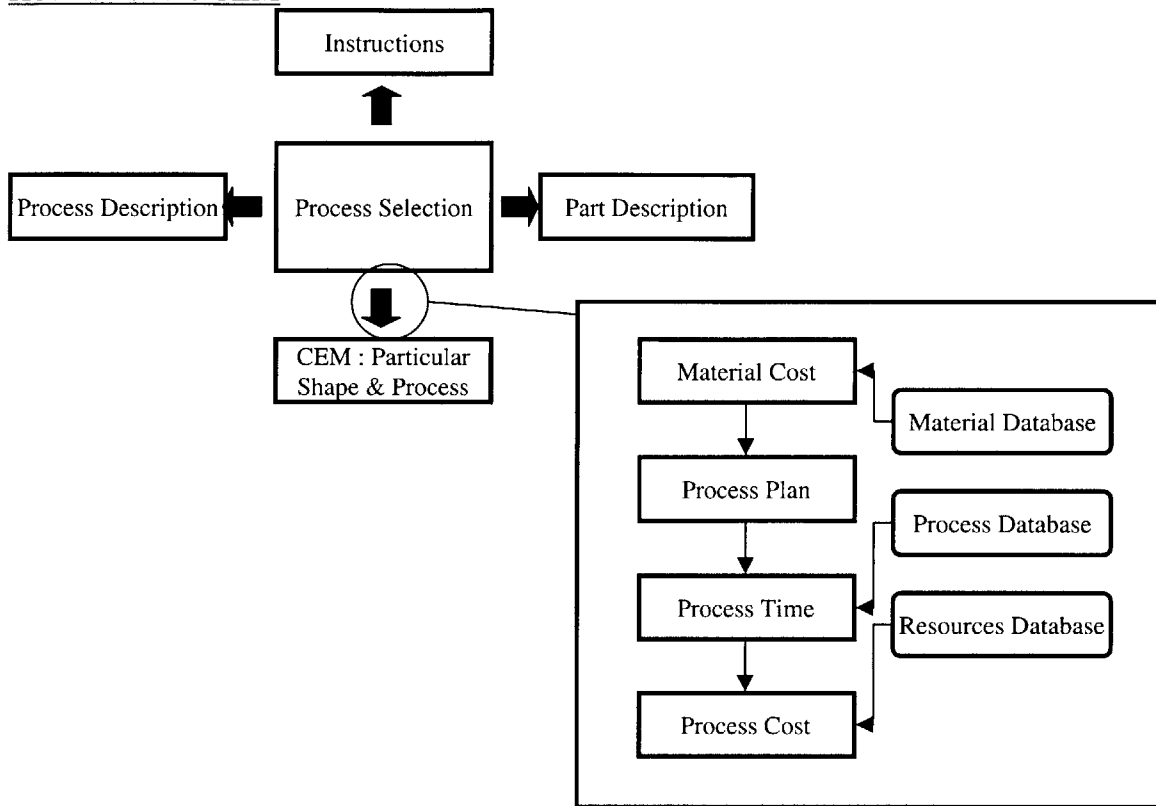 Instructions
Process Description
Process Selection
Part Description
CEM : Particular
Shape & Process
Material Cost
Material Database
Process Plan
Process Database
Process Time
Resources Database
Process Cost